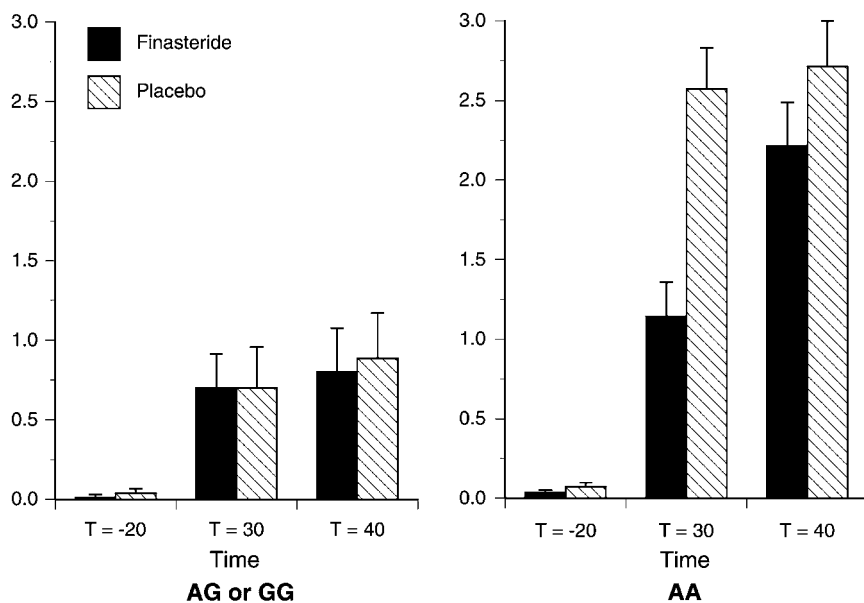 3.0
Finasteride
2.5
Placebo
2.0
1.5
1.0
0.5
0.0
T = -20 T = 30 T = 40
Time
AG or GG
3.0
2.5
2.0
1.5
1.0
0.5
0.0
T = -20 T = 30 T = 40
Time
AA